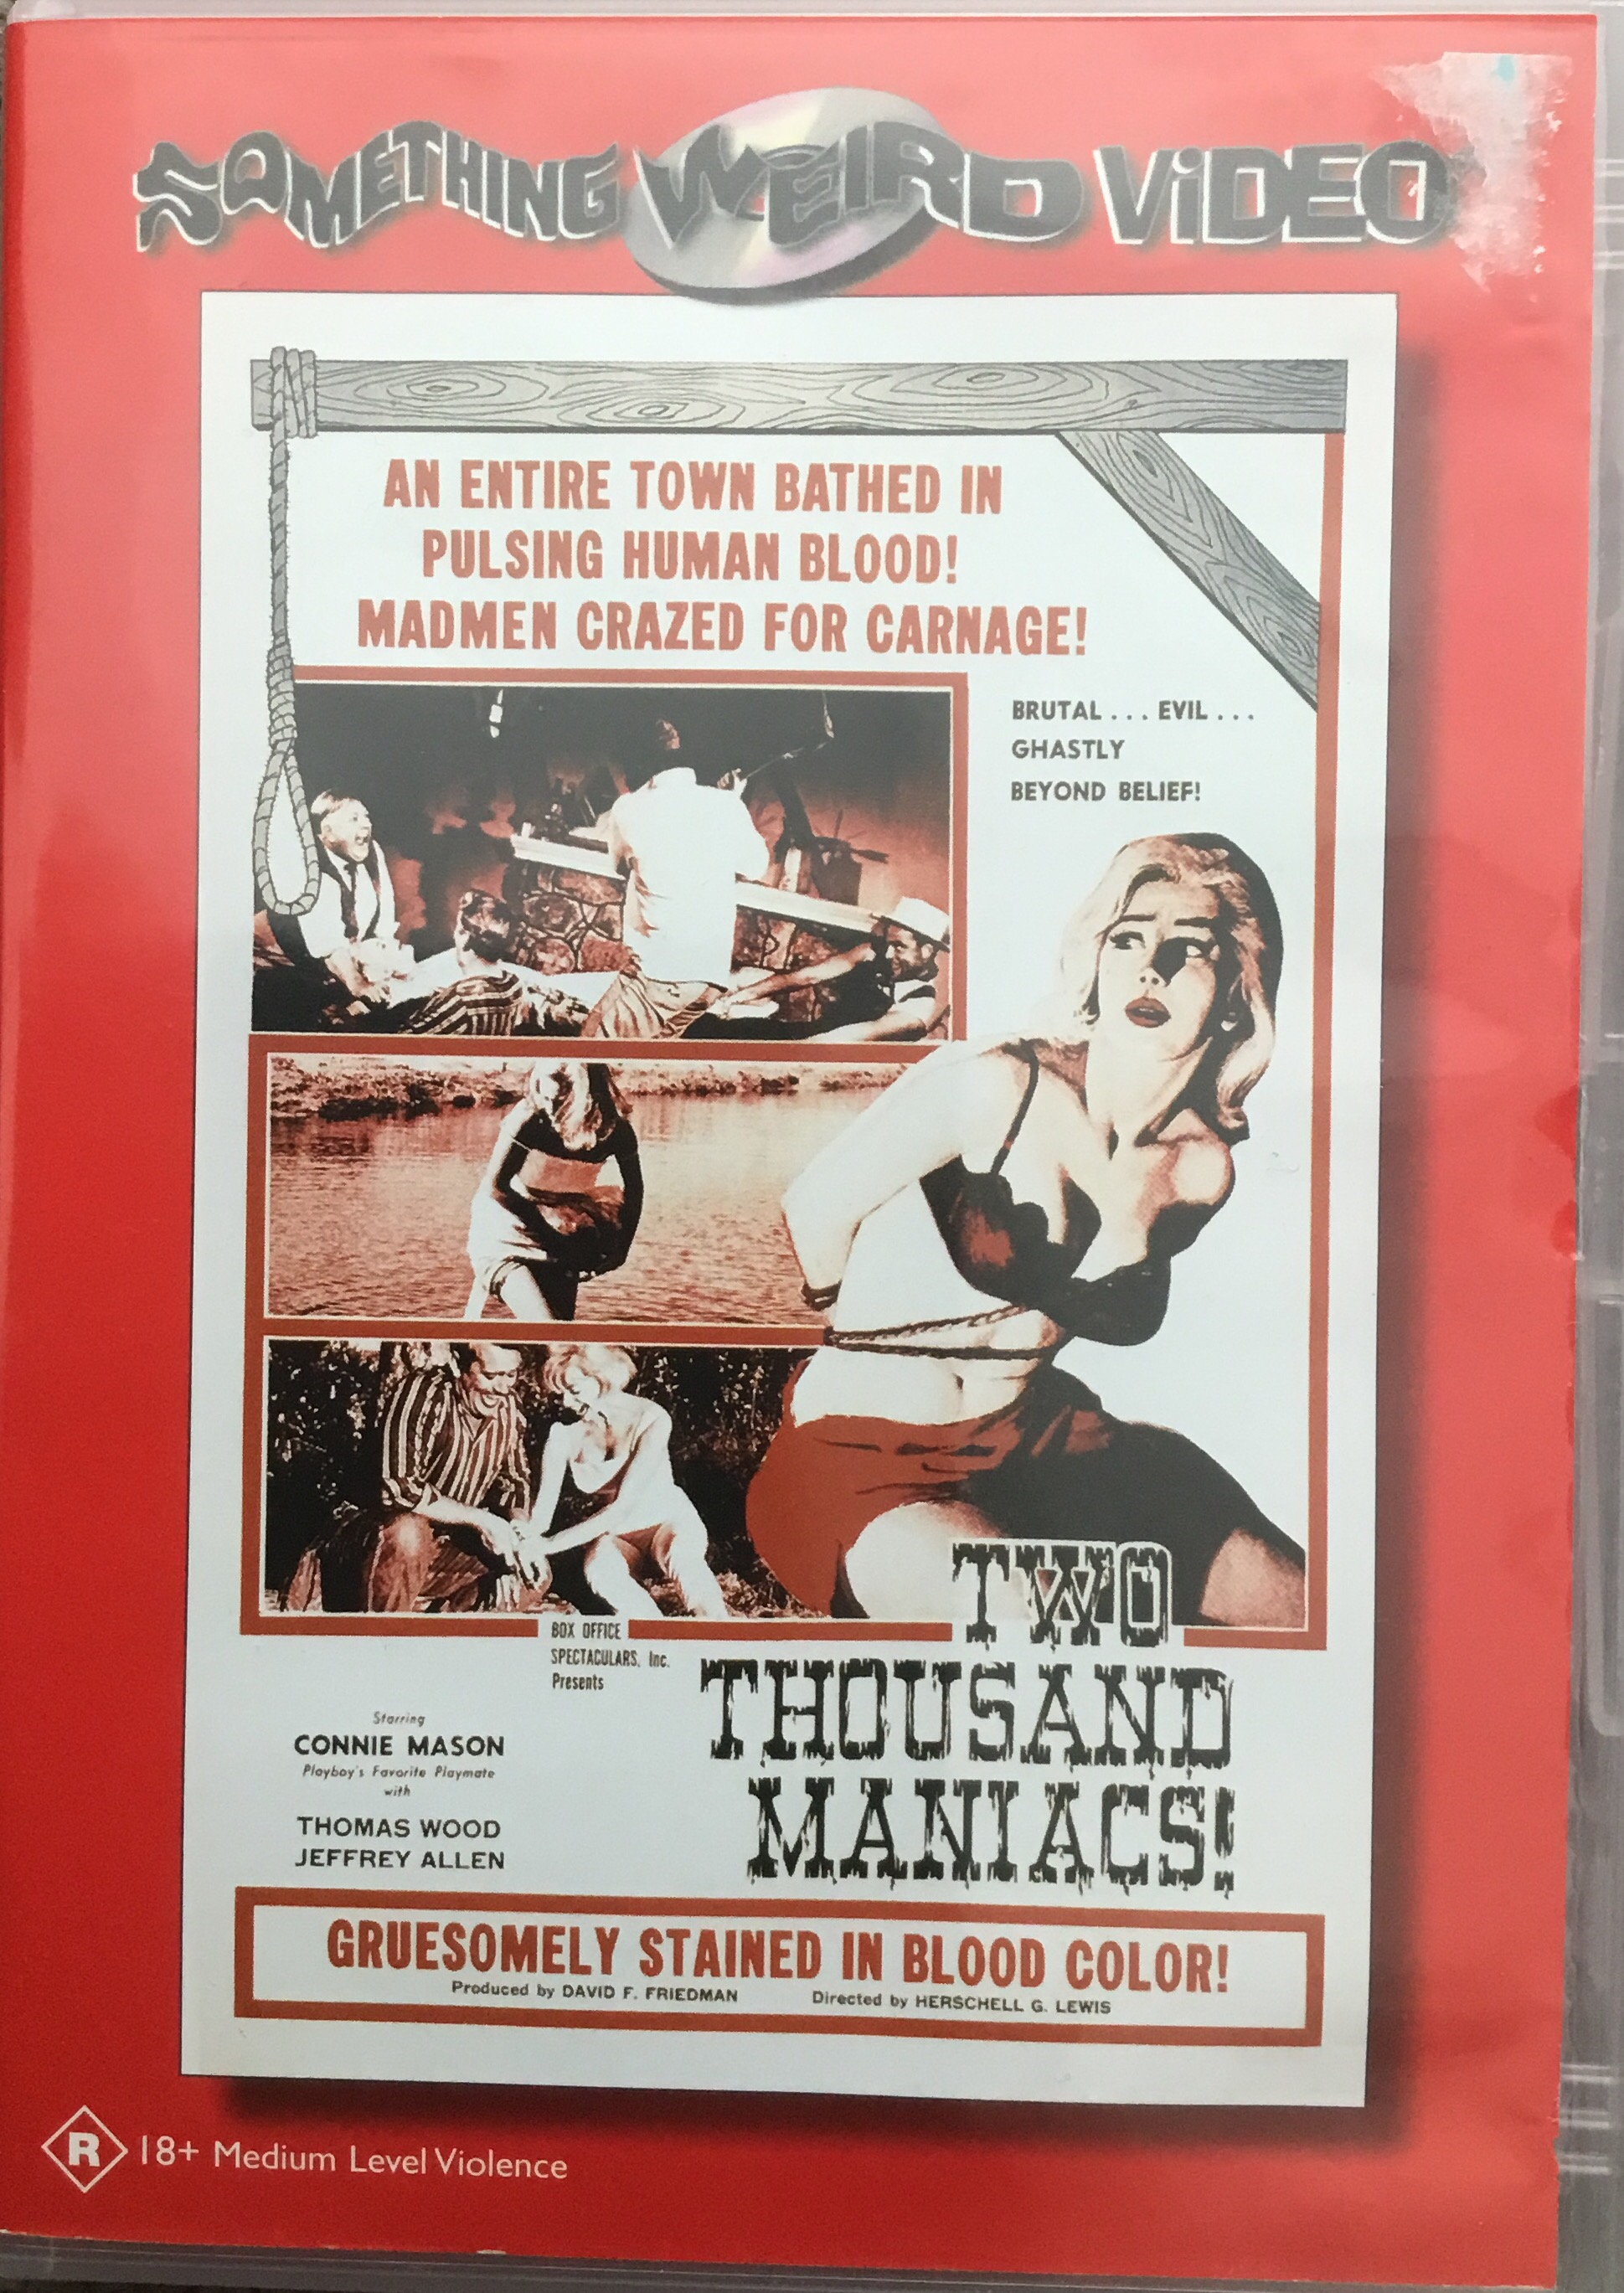 SOMETHING WEIRD VIDEO
AN ENTIRE TOWN BATHED IN
PULSING HUMAN BLOOD!
MADMEN CRAZED FOR CARNAGE!
BRUTAL . . . EVIL . . .
GHASTLY
BEYOND BELIEF!
BOX OFFICE
SPECTACULARS, Inc.
Presents
TWO
THOUSAND
MANIACS!
Starring
CONNIE MASON
Playboy's Favorite Playmate
with
THOMAS WOOD
JEFFREY ALLEN
GRUESOMELY STAINED IN BLOOD COLOR!
Produced by DAVID F. FRIEDMAN Directed by HERSCHELL G. LEWIS
R 18+ Medium Level Violence